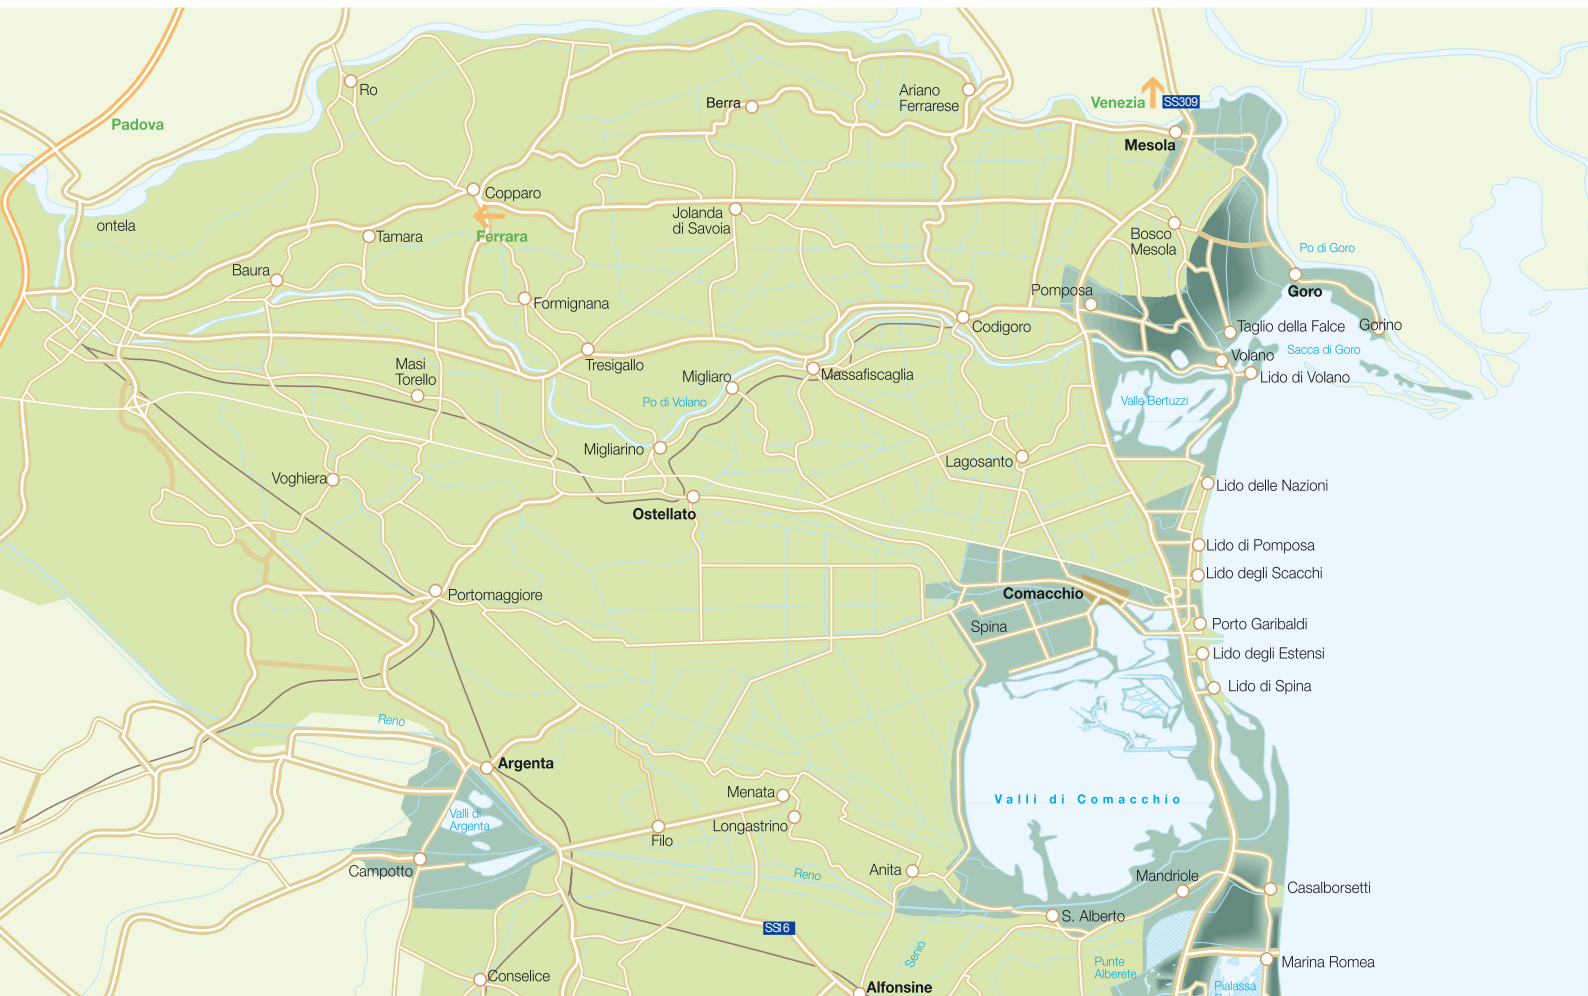 Ro
Padova
Berra
Ariano
Ferrarese
Venezia
SS309
Mesola
Copparo
Ferrara
ontela
Tamara
Jolanda
di Savoia
Bosco
Mesola
Po di Goro
Baura
Formignana
Pomposa
Goro
Codigoro
Taglio della Falce
Gorino
Sacca di Goro
Volano
Lido di Volano
Masi
Torello
Tresigallo
Migliaro
Massafiscaglia
Po di Volano
Valle Bertuzzi
Migliarino
Lagosanto
Voghiera
Lido delle Nazioni
Ostellato
Lido di Pomposa
Lido degli Scacchi
Portomaggiore
Comacchio
Spina
Porto Garibaldi
Lido degli Estensi
Lido di Spina
Reno
Argenta
Menata
Valli di Comacchio
Valli di
Argenta
Longastrino
Filo
Campotto
Reno
Anita
Mandriole
Casalborsetti
S. Alberto
SS16
Senio
Punte
Alberete
Marina Romea
Conselice
Alfonsine
Pialassa